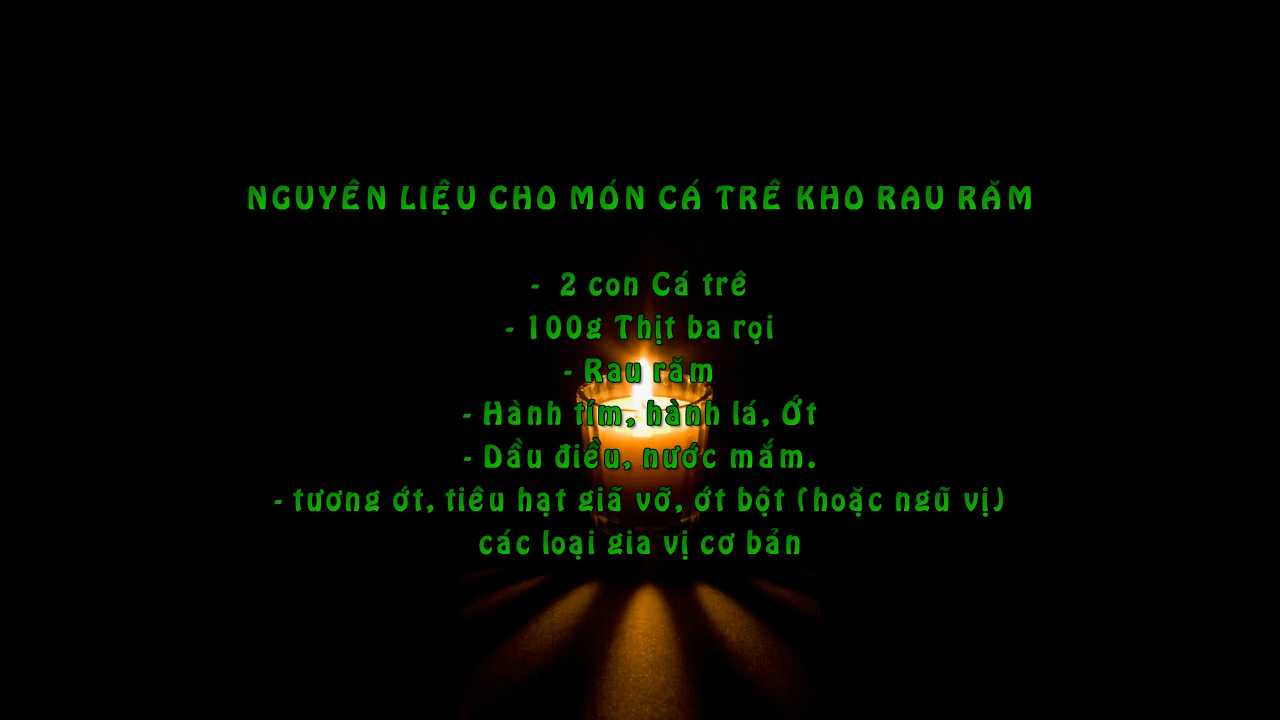 NGUYÊN LIỆU CHO MÓN CÁ TRÊ KHO RAU RĂM
- 2 con Cá trê
- 100g Thịt ba rọi
- Rau răm
- Hành tím, hành lá, Ớt
- Dầu điều, nước mắm.
- tương ớt, tiêu hạt giã vỡ, ớt bột (hoặc ngũ vị)
các loại gia vị cơ bản